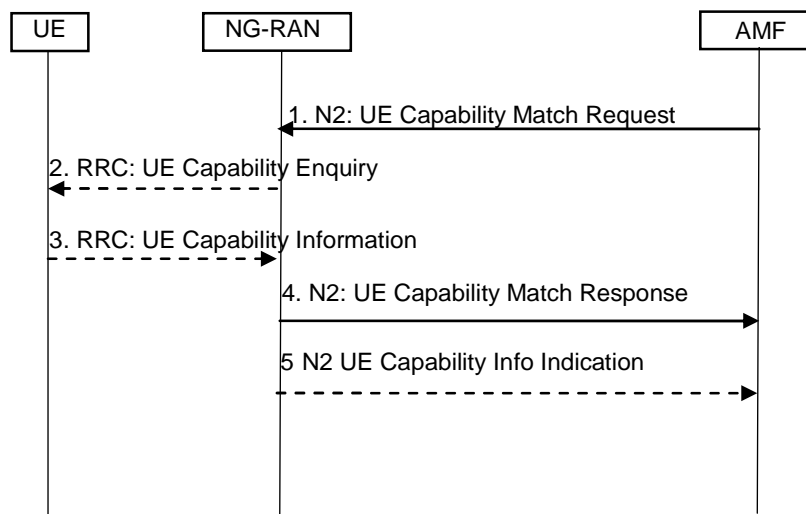 UE
NG-RAN
AMF
1. N2: UE Capability Match Request
2. RRC: UE Capability Enquiry
3. RRC: UE Capability Information
4. N2: UE Capability Match Response
5 N2 UE Capability Info Indication